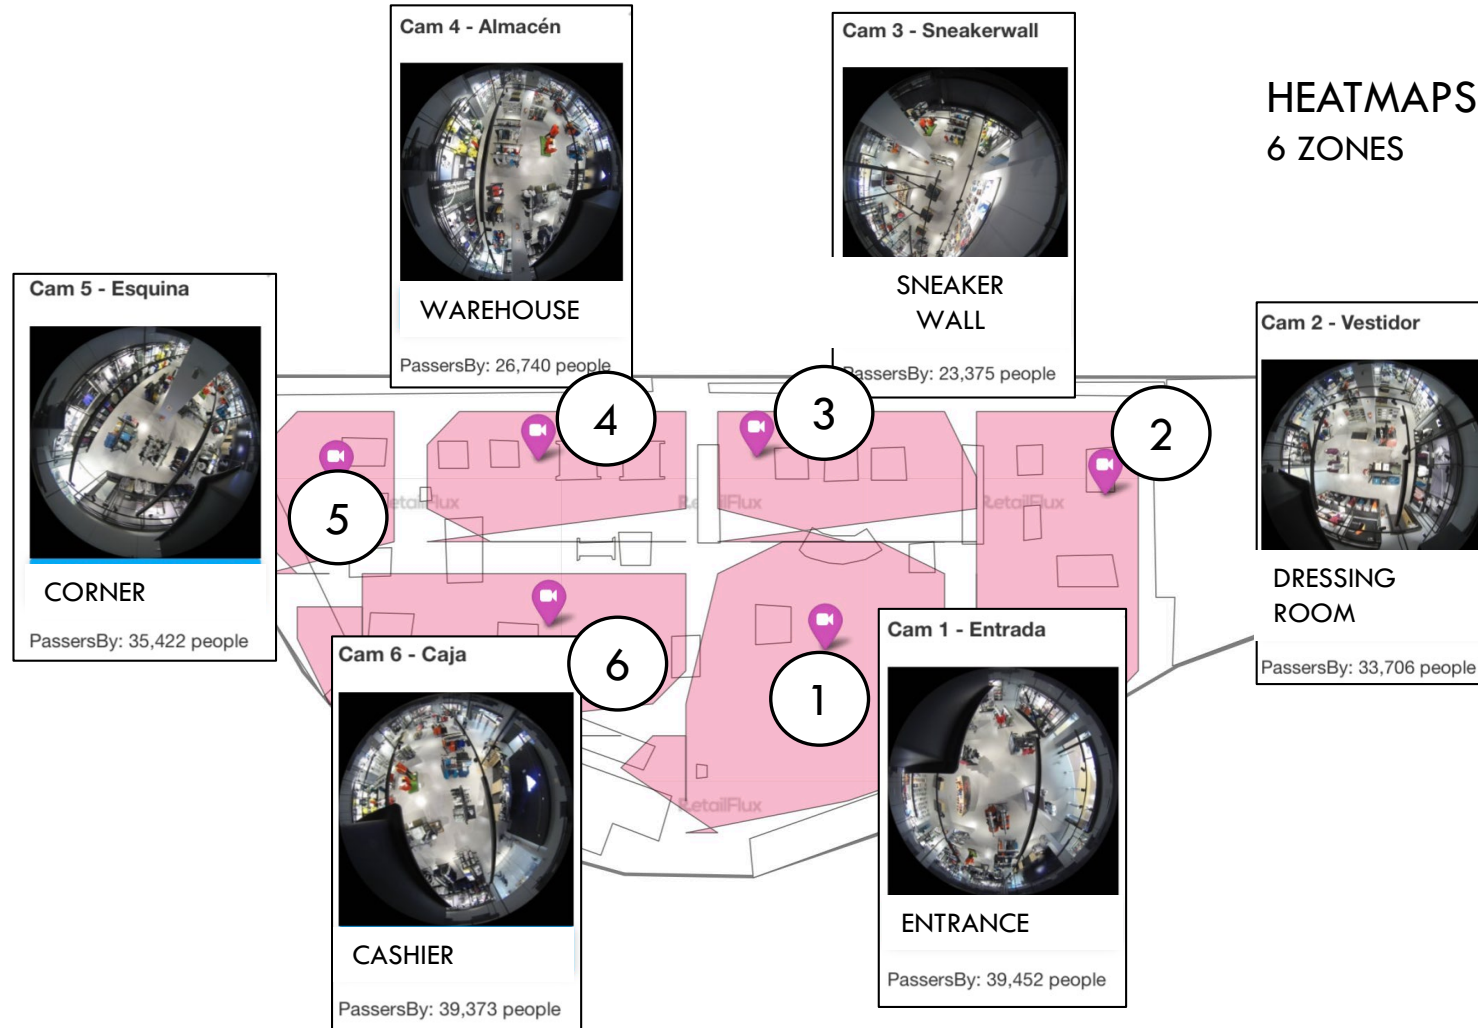 HEATMAPS
6 ZONES
Cam 4 - Almacén
WAREHOUSE
PassersBy: 26,740 people
Cam 3 - Sneakerwall
SNEAKER
WALL
PassersBy: 23,375 people
Cam 5 - Esquina
CORNER
PassersBy: 35,422 people
Cam 2 - Vestidor
DRESSING
ROOM
PassersBy: 33,706 people
4
3
2
5
RetailFlux
6
1
RetailFlux
Cam 6 - Caja
CASHIER
PassersBy: 39,373 people
Cam 1 - Entrada
ENTRANCE
PassersBy: 39,452 people